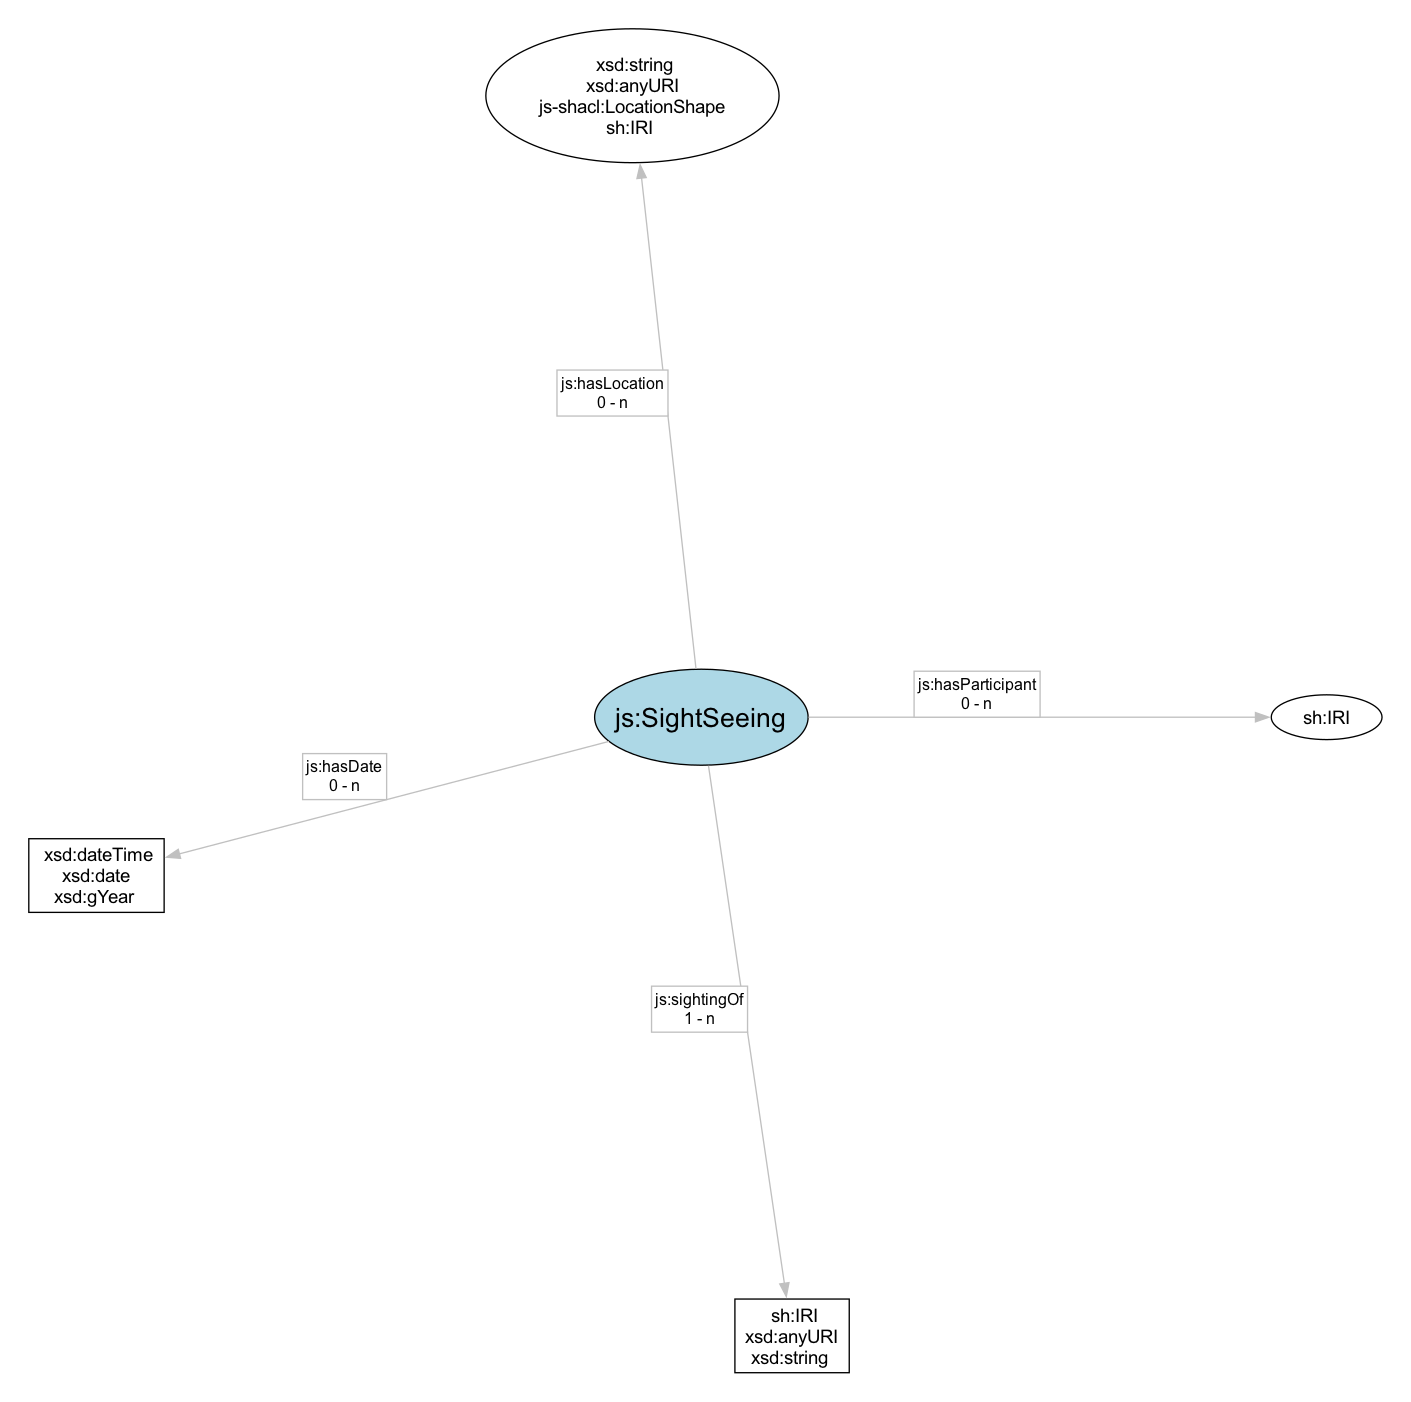 xsd:string
xsd:anyURI
js-shacl:LocationShape
sh:IRI
js:hasLocation
0 - n
js:hasParticipant
0 - n
js:SightSeeing
sh:IRI
js:hasDate
0 - n
xsd:dateTime
xsd:date
xsd:gYear
js:sightingOf
1 - n
sh:IRI
xsd:anyURI
xsd:string